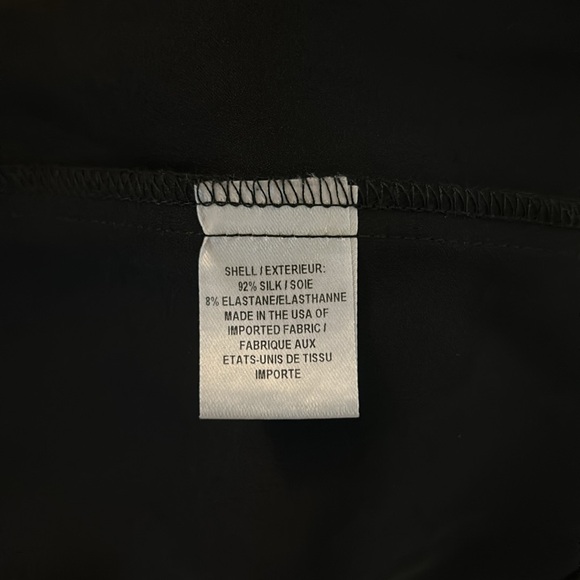 SHELL / EXTERIEUR:
92% SILK / SOIE
8% ELASTANE/ELASTHANNE
MADE IN THE USA OF
IMPORTED FABRIC /
FABRIQUE AUX
ETATS-UNIS DE TISSU
IMPORTE